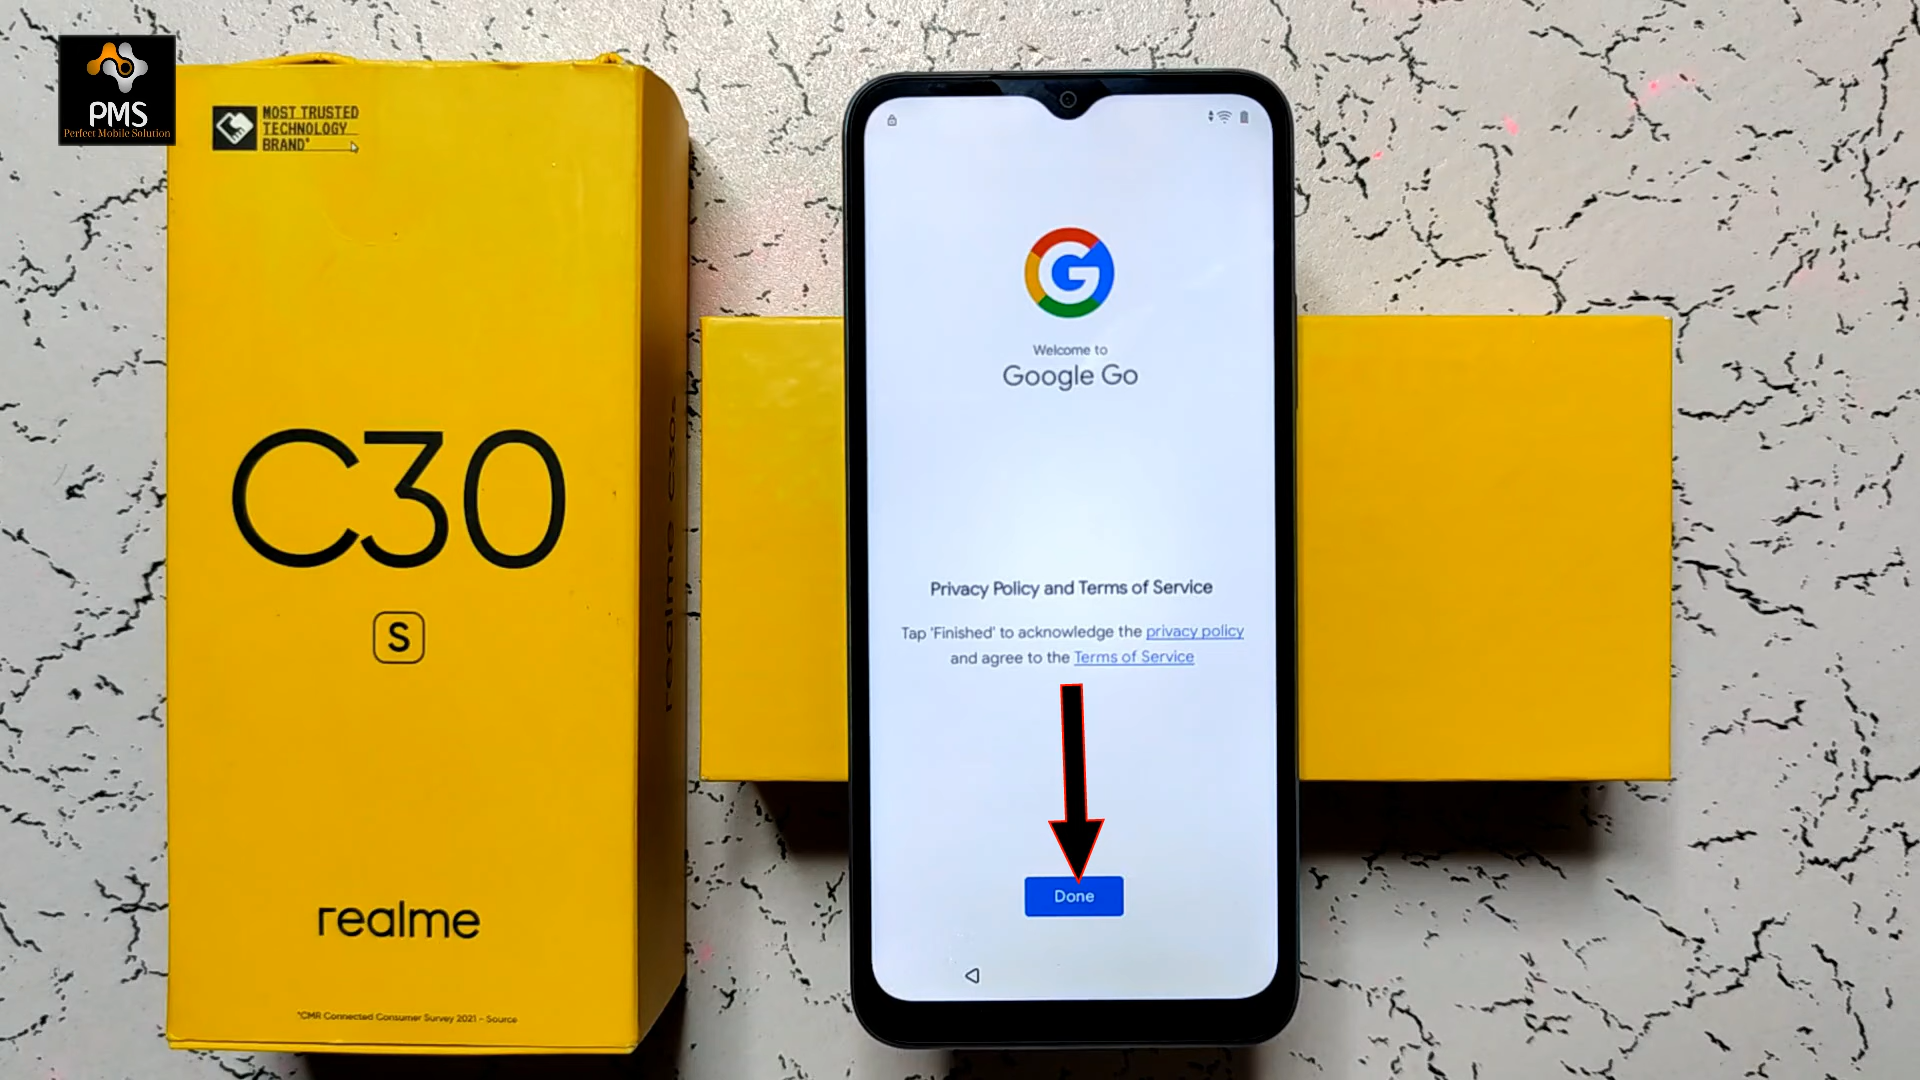 PMS
Perfect Mobile Solution
MOST TRUSTED
TECHNOLOGY
BRAND*
C30
S
realme
*CMR Connected Consumer Survey 2021 - Source
realme C30s
G
Welcome to
Google Go
Privacy Policy and Terms of Service
Tap 'Finished' to acknowledge the privacy policy
and agree to the Terms of Service
Done